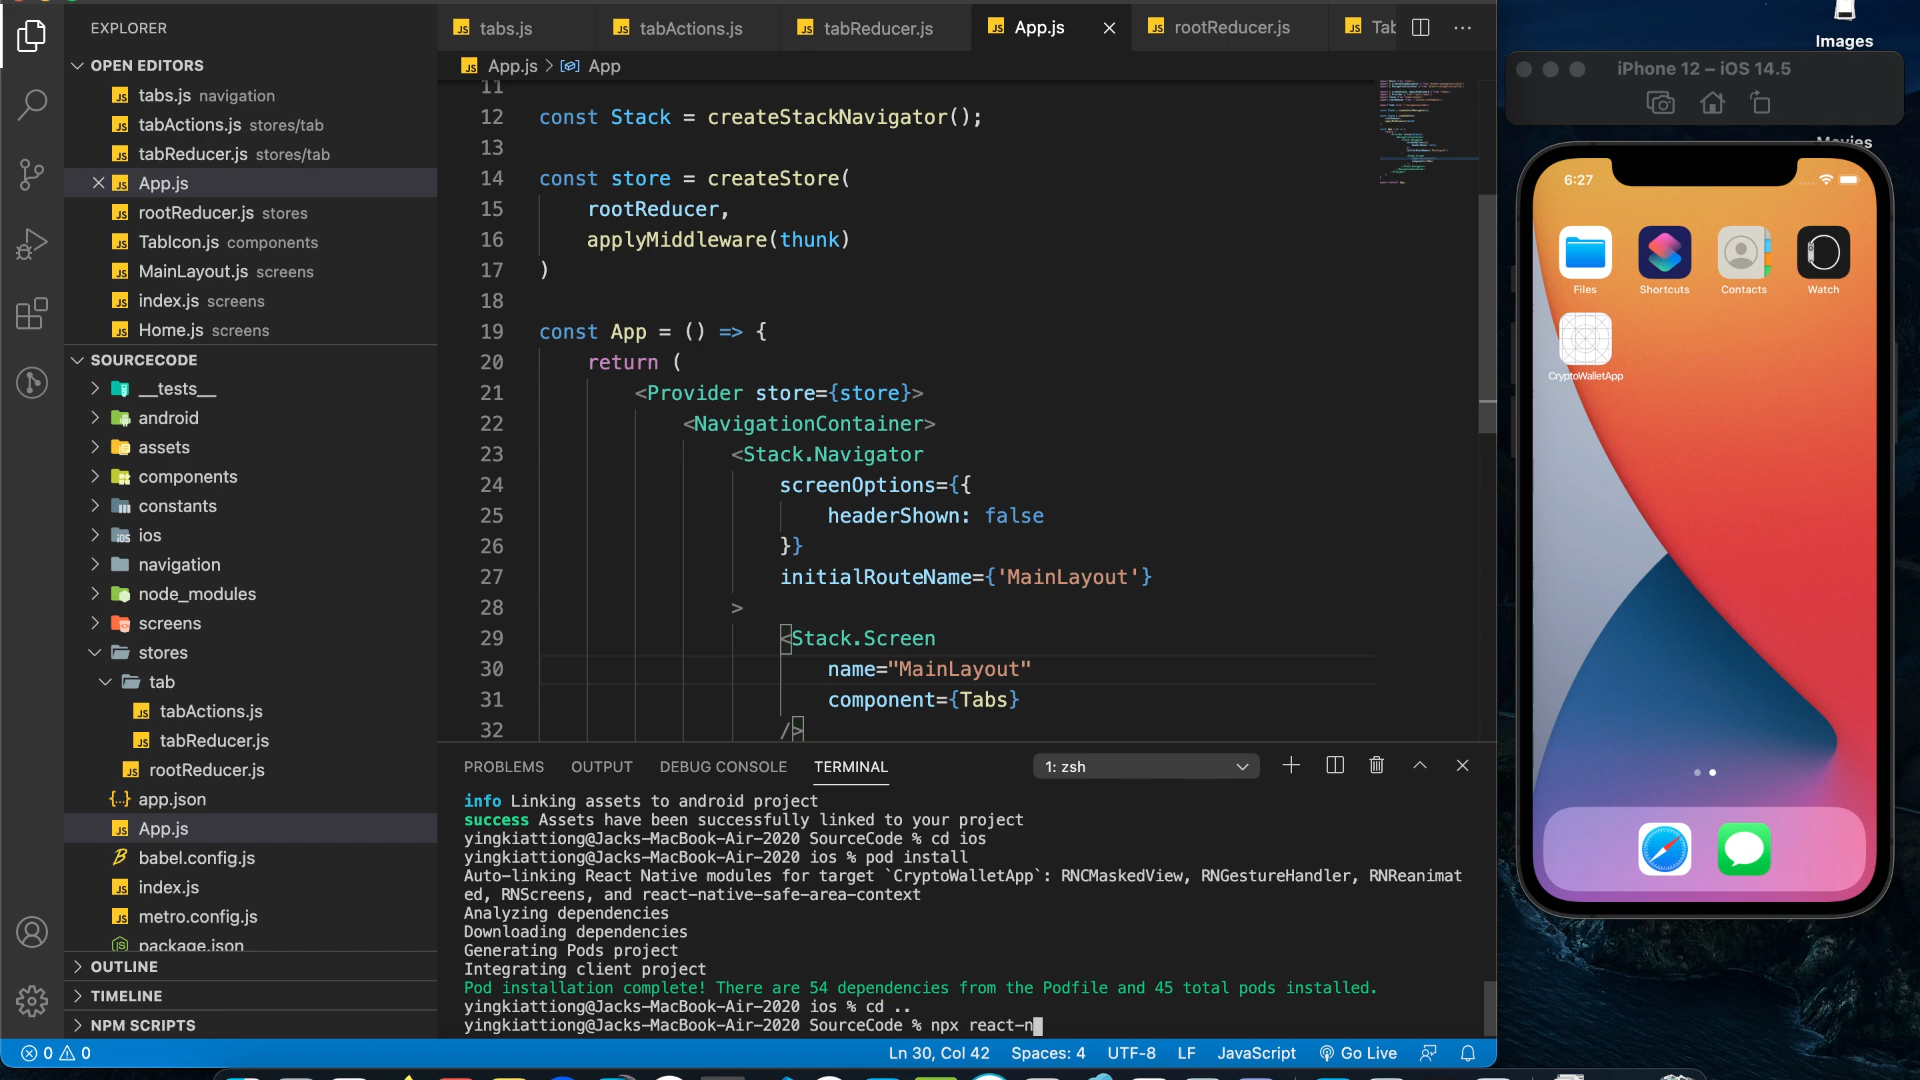 EXPLORER
OPEN EDITORS
tabs.js navigation
tabActions.js stores/tab
tabReducer.js stores/tab
App.js
rootReducer.js stores
TabIcon.js components
MainLayout.js screens
index.js screens
Home.js screens
SOURCECODE
__tests__
android
assets
components
constants
ios
navigation
node_modules
screens
stores
tab
tabActions.js
tabReducer.js
rootReducer.js
app.json
App.js
babel.config.js
index.js
metro.config.js
package.json
OUTLINE
TIMELINE
NPM SCRIPTS
tabs.js tabActions.js tabReducer.js App.js rootReducer.js Tab
App.js > App
11
12 const Stack = createStackNavigator();
13
14 const store = createStore(
15 rootReducer,
16 applyMiddleware(thunk)
17 )
18
19 const App = () => {
20 return (
21 <Provider store={store}>
22 <NavigationContainer>
23 <Stack.Navigator
24 screenOptions={{
25 headerShown: false
26 }}
27 initialRouteName={'MainLayout'}
28 >
29 <Stack.Screen
30 name="MainLayout"
31 component={Tabs}
32 />
PROBLEMS OUTPUT DEBUG CONSOLE TERMINAL 1: zsh
info Linking assets to android project
success Assets have been successfully linked to your project
yingkiattiong@Jacks-MacBook-Air-2020 SourceCode % cd ios
yingkiattiong@Jacks-MacBook-Air-2020 ios % pod install
Auto-linking React Native modules for target `CryptoWalletApp`: RNCMaskedView, RNGestureHandler, RNReanimat
ed, RNScreens, and react-native-safe-area-context
Analyzing dependencies
Downloading dependencies
Generating Pods project
Integrating client project
Pod installation complete! There are 54 dependencies from the Podfile and 45 total pods installed.
yingkiattiong@Jacks-MacBook-Air-2020 ios % cd ..
yingkiattiong@Jacks-MacBook-Air-2020 SourceCode % npx react-n
0 0 Ln 30, Col 42 Spaces: 4 UTF-8 LF JavaScript Go Live
Images
iPhone 12 – iOS 14.5
Movies
6:27
Files Shortcuts Contacts Watch
CryptoWalletApp